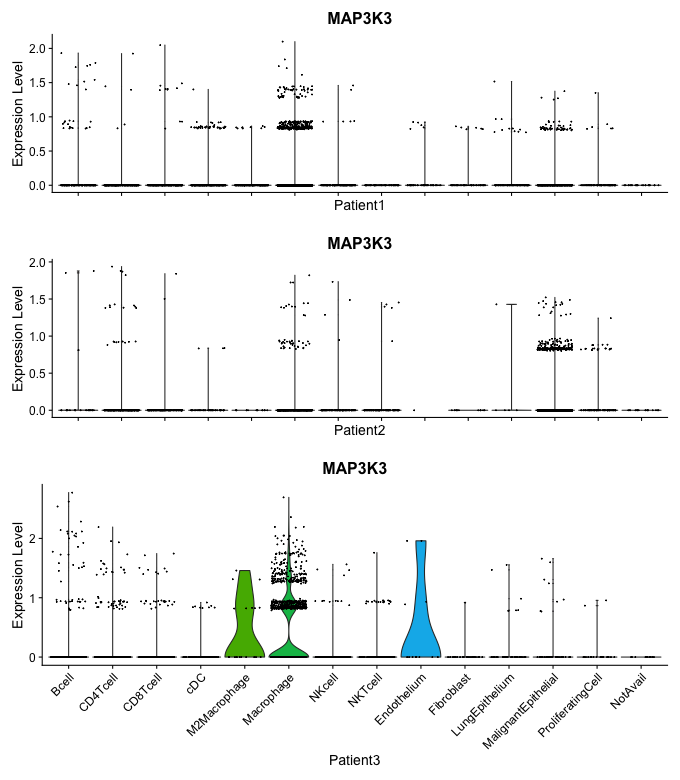 MAP3K3
Expression Level
2.0
1.5
1.0
0.5
0.0
Patient1
MAP3K3
Expression Level
2.0
1.5
1.0
0.5
0.0
Patient2
MAP3K3
Expression Level
2
1
0
Bcell
CD4Tcell
CD8Tcell
cDC
M2Macrophage
Macrophage
NKcell
NKTcell
Endothelium
Fibroblast
LungEpithelium
MalignantEpithelial
ProliferatingCell
NotAvail
Patient3